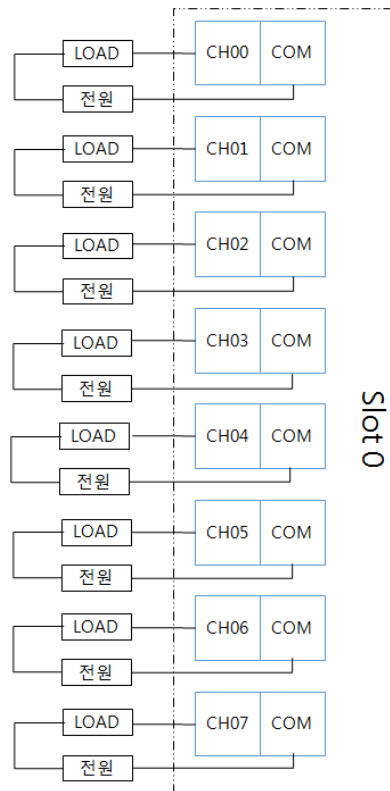 LOAD CH00 COM
전원
LOAD CH01 COM
전원
LOAD CH02 COM
전원
LOAD CH03 COM
전원
LOAD CH04 COM
전원
LOAD CH05 COM
전원
LOAD CH06 COM
전원
LOAD CH07 COM
전원
Slot 0